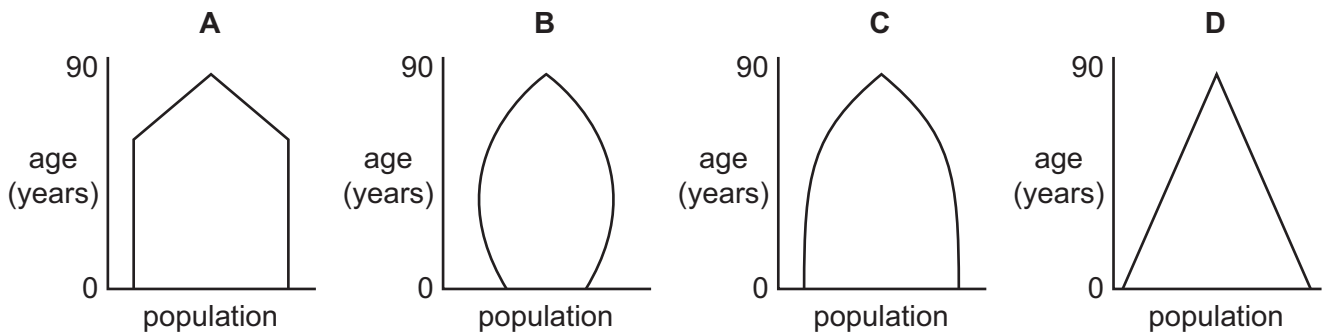 A
90
age
(years)
0
population
B
90
age
(years)
0
population
C
90
age
(years)
0
population
D
90
age
(years)
0
population